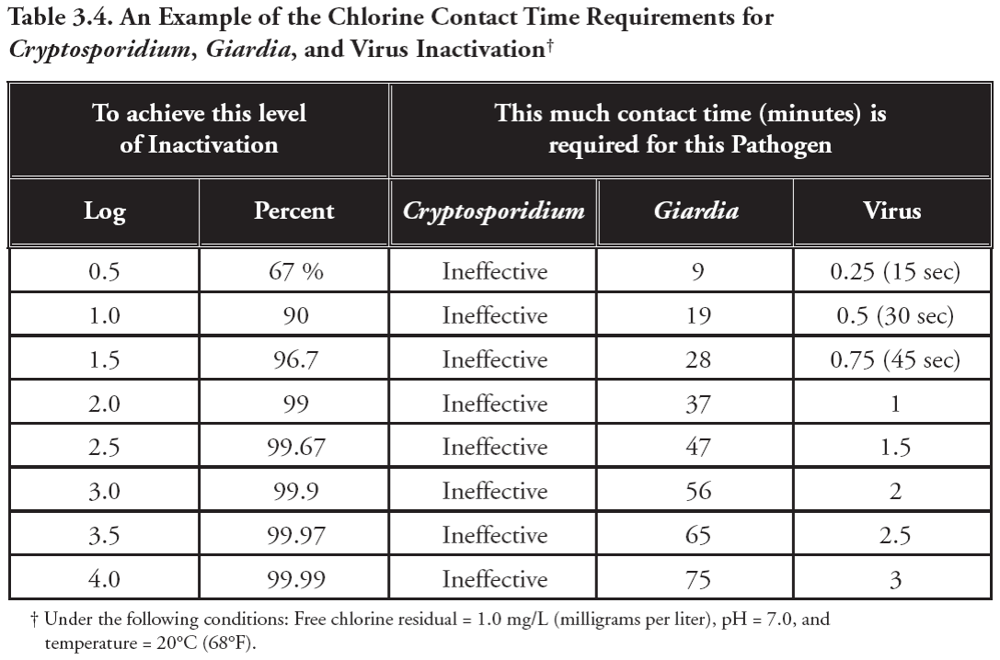 Table 3.4. An Example of the Chlorine Contact Time Requirements for
Cryptosporidium, Giardia, and Virus Inactivation†
To achieve this level
of Inactivation
This much contact time (minutes) is
required for this Pathogen
Log Percent Cryptosporidium Giardia Virus
0.5 67 % Ineffective 9 0.25 (15 sec)
1.0 90 Ineffective 19 0.5 (30 sec)
1.5 96.7 Ineffective 28 0.75 (45 sec)
2.0 99 Ineffective 37 1
2.5 99.67 Ineffective 47 1.5
3.0 99.9 Ineffective 56 2
3.5 99.97 Ineffective 65 2.5
4.0 99.99 Ineffective 75 3
† Under the following conditions: Free chlorine residual = 1.0 mg/L (milligrams per liter), pH = 7.0, and
temperature = 20°C (68°F).